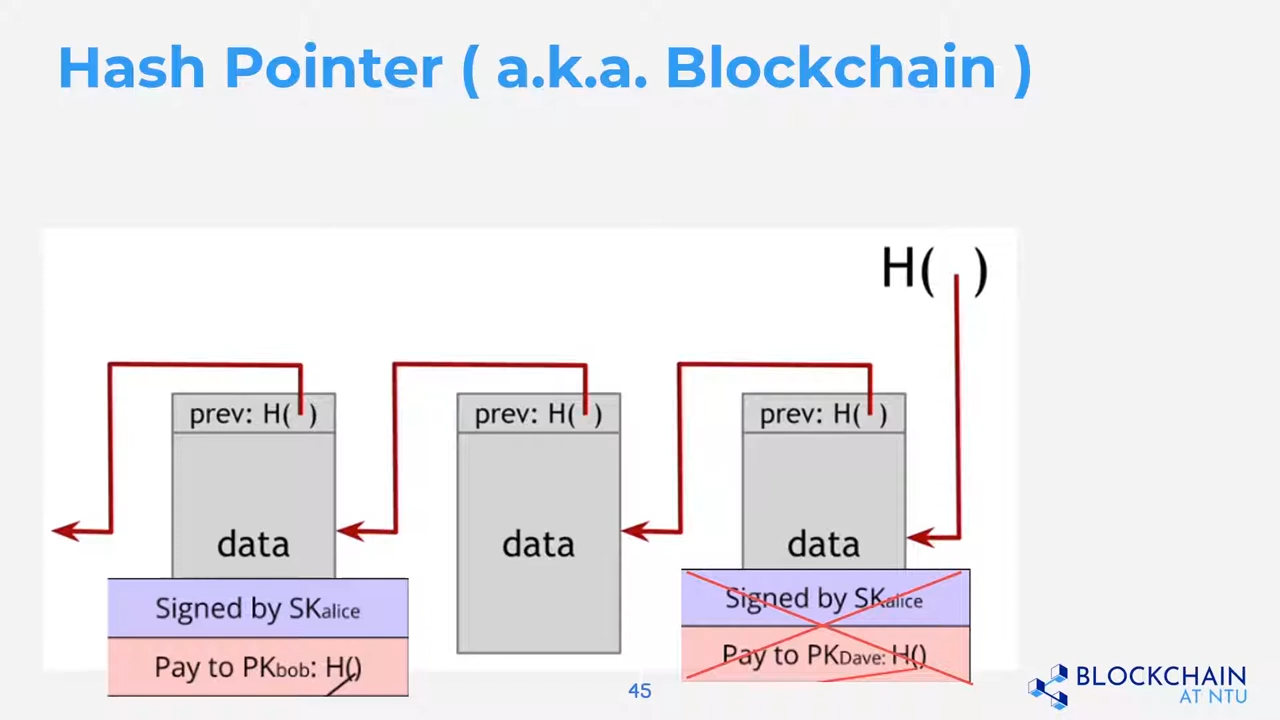 Hash Pointer ( a.k.a. Blockchain )
H( )
prev: H( ) prev: H( ) prev: H( )
data data data
Signed by SKalice
Pay to PKbob: H()
Signed by SKalice
Pay to PKDave: H()
45
BLOCKCHAIN
AT NTU